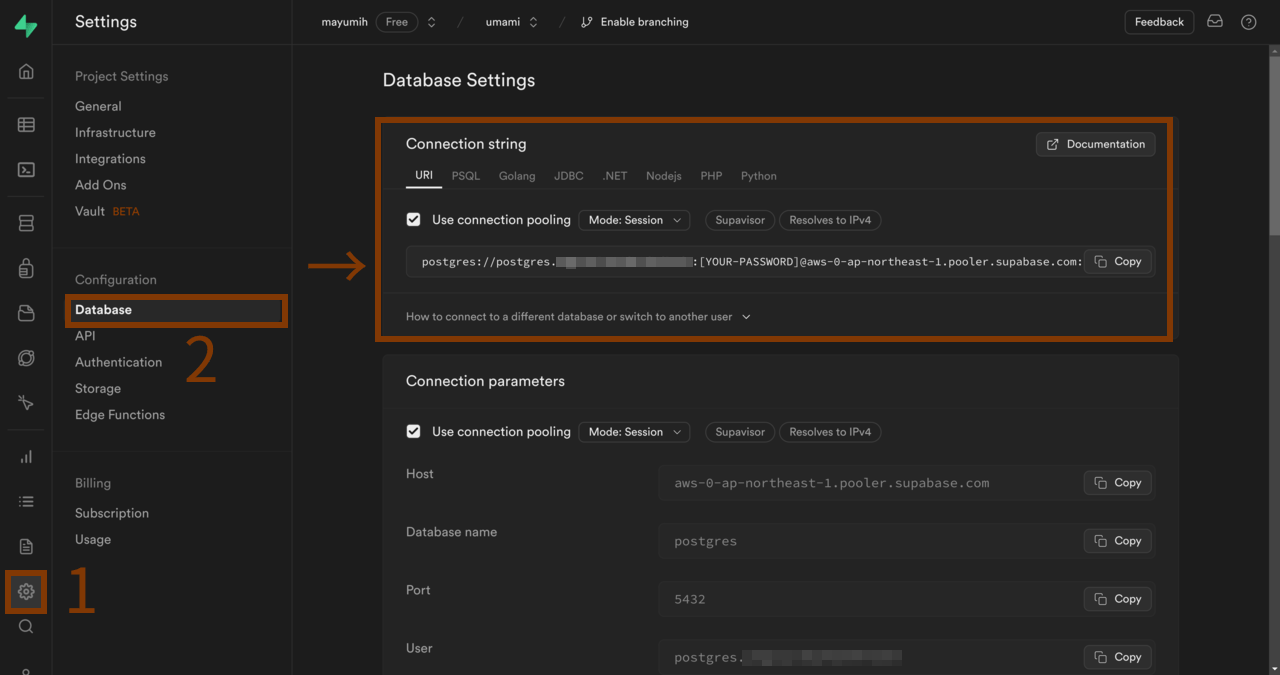 Settings
mayumih Free / umami / Enable branching Feedback
Project Settings
General
Infrastructure
Integrations
Add Ons
Vault BETA
Configuration
Database
API
Authentication
Storage
Edge Functions
Billing
Subscription
Usage
1
2
Database Settings
Connection string Documentation
URI PSQL Golang JDBC .NET Nodejs PHP Python
Use connection pooling Mode: Session Supavisor Resolves to IPv4
→ postgres://postgres. :[YOUR-PASSWORD]@aws-0-ap-northeast-1.pooler.supabase.com: Copy
How to connect to a different database or switch to another user
Connection parameters
Use connection pooling Mode: Session Supavisor Resolves to IPv4
Host aws-0-ap-northeast-1.pooler.supabase.com Copy
Database name postgres Copy
Port 5432 Copy
User postgres. Copy